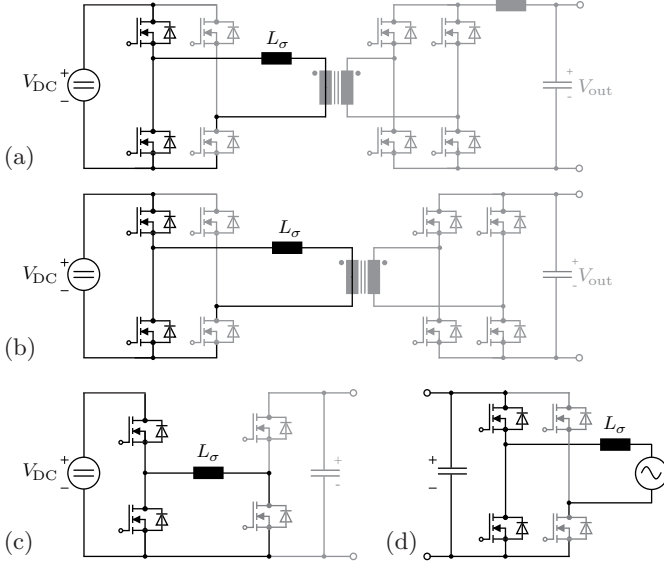 L_σ
+
V_DC
−
+
V_out
-
(a)
L_σ
+
V_DC
−
+
V_out
-
(b)
L_σ
+
V_DC
−
+
-
(c)
L_σ
+
−
(d)